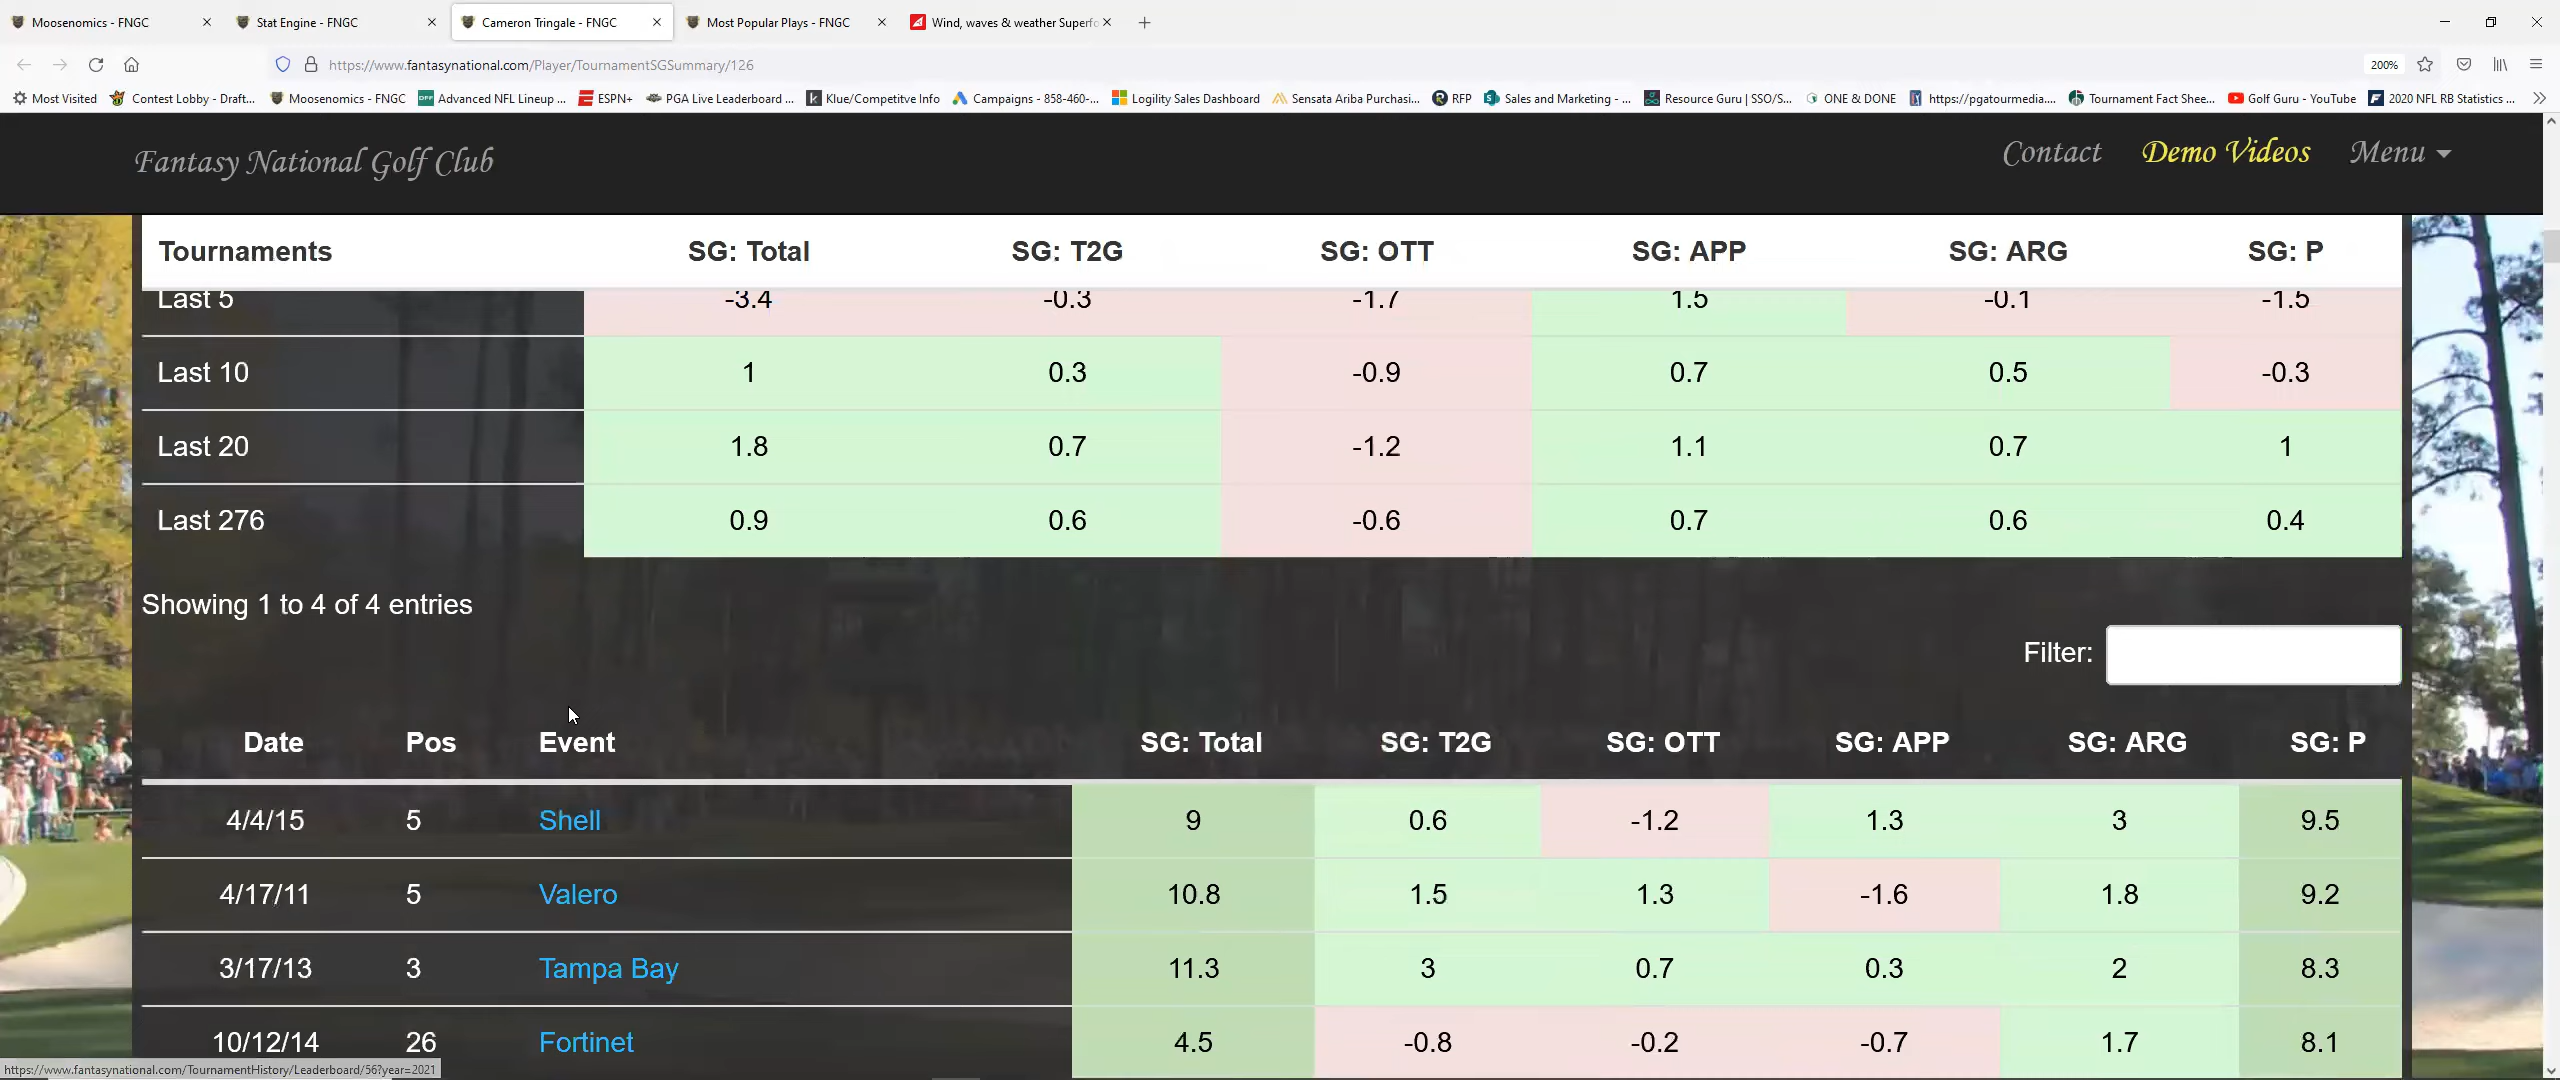 Moosenomics - FNGC
Stat Engine - FNGC
Cameron Tringale - FNGC
Most Popular Plays - FNGC
Wind, waves & weather Superfo
https://www.fantasynational.com/Player/TournamentSGSummary/126
200%
Most Visited
Contest Lobby - Draft...
Moosenomics - FNGC
Advanced NFL Lineup ...
ESPN+
PGA Live Leaderboard ...
Klue/Competitve Info
Campaigns - 858-460-...
Logility Sales Dashboard
Sensata Ariba Purchasi...
RFP
Sales and Marketing - ...
Resource Guru | SSO/S...
ONE & DONE
https://pgatourmedia....
Tournament Fact Shee...
Golf Guru - YouTube
2020 NFL RB Statistics ...
Fantasy National Golf Club
Contact Demo Videos Menu
Tournaments SG: Total SG: T2G SG: OTT SG: APP SG: ARG SG: P
Last 5 -3.4 -0.3 -1.7 1.5 -0.1 -1.5
Last 10 1 0.3 -0.9 0.7 0.5 -0.3
Last 20 1.8 0.7 -1.2 1.1 0.7 1
Last 276 0.9 0.6 -0.6 0.7 0.6 0.4
Showing 1 to 4 of 4 entries
Filter:
Date Pos Event SG: Total SG: T2G SG: OTT SG: APP SG: ARG SG: P
4/4/15 5 Shell 9 0.6 -1.2 1.3 3 9.5
4/17/11 5 Valero 10.8 1.5 1.3 -1.6 1.8 9.2
3/17/13 3 Tampa Bay 11.3 3 0.7 0.3 2 8.3
10/12/14 26 Fortinet 4.5 -0.8 -0.2 -0.7 1.7 8.1
https://www.fantasynational.com/TournamentHistory/Leaderboard/56?year=2021